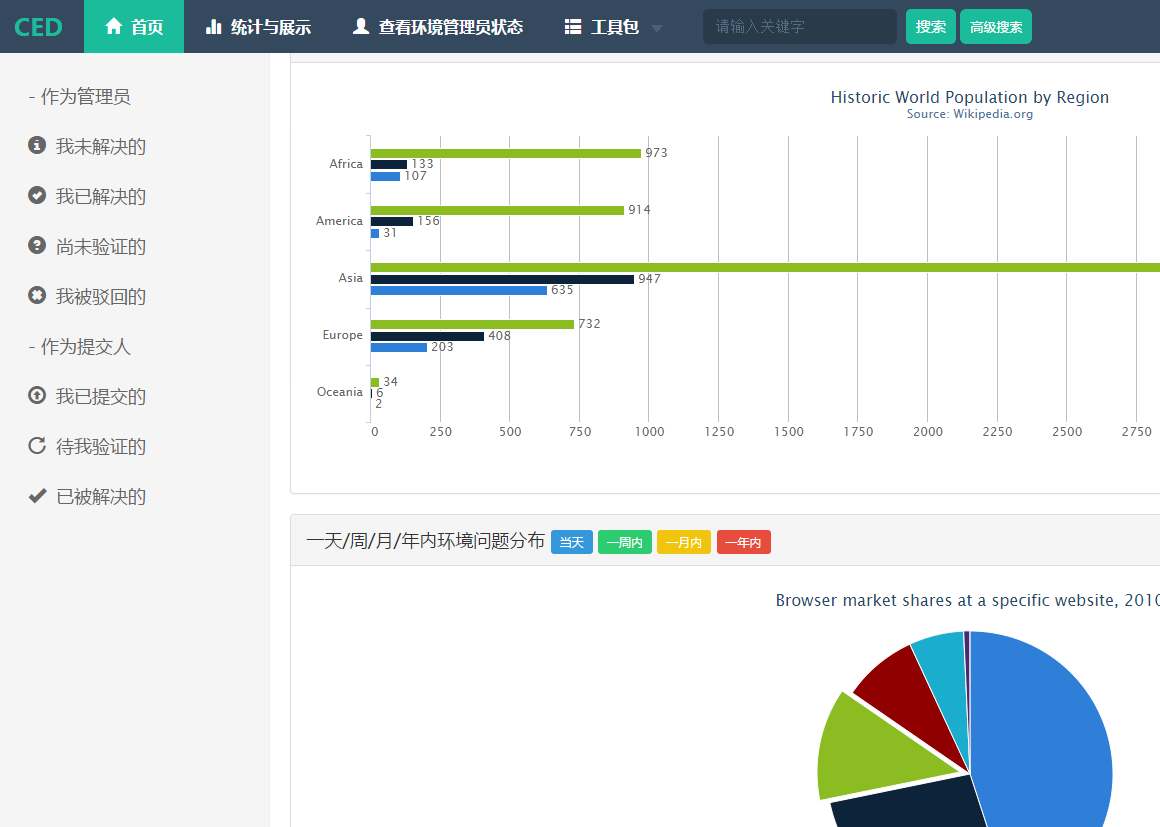 CED 首页 统计与展示 查看环境管理员状态 工具包 请输入关键字 搜索 高级搜索
- 作为管理员
我未解决的
我已解决的
尚未验证的
我被驳回的
- 作为提交人
我已提交的
待我验证的
已被解决的
Historic World Population by Region
Source: Wikipedia.org
973
Africa 133
107
914
America 156
31
Asia 947
635
732
Europe 408
203
34
Oceania 6
2
0 250 500 750 1000 1250 1500 1750 2000 2250 2500 2750
一天/周/月/年内环境问题分布 当天 一周内 一月内 一年内
Browser market shares at a specific website, 2010